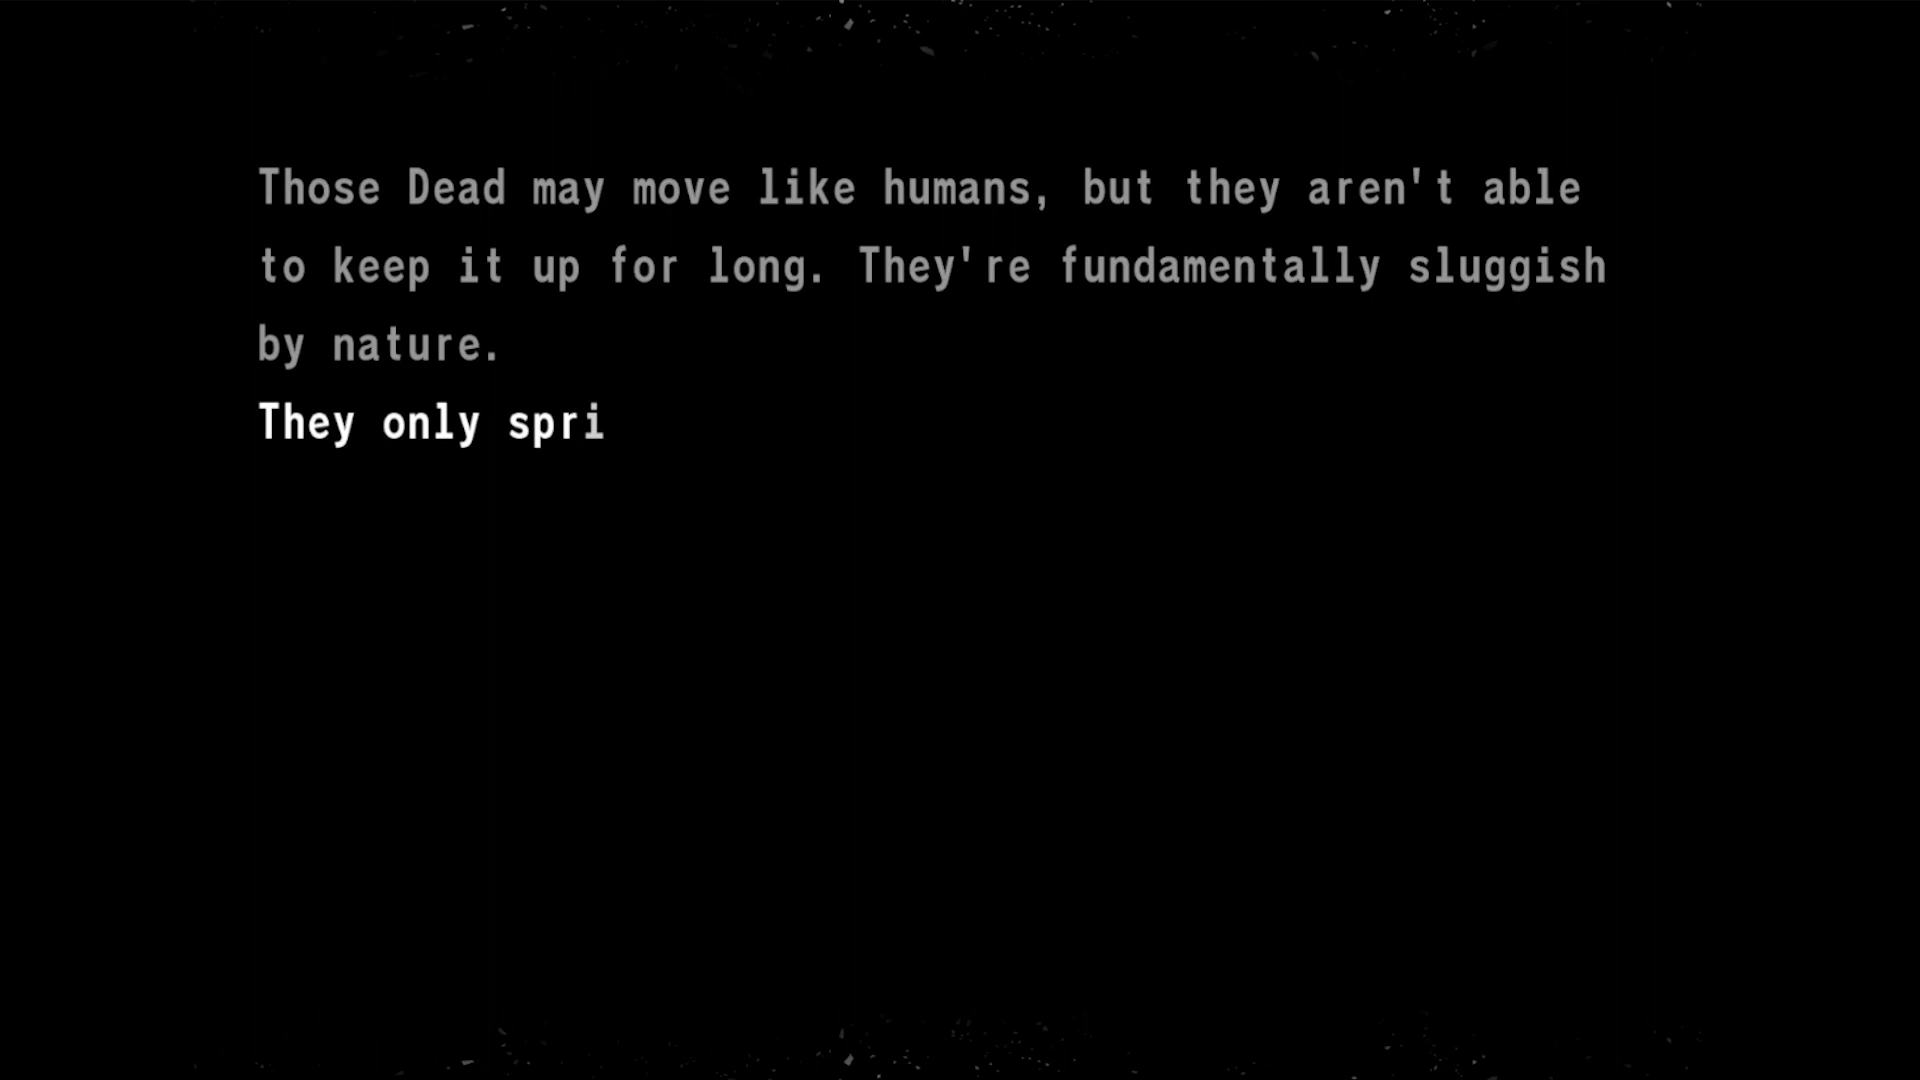 Those Dead may move like humans, but they aren't able
to keep it up for long. They're fundamentally sluggish
by nature.
They only spri